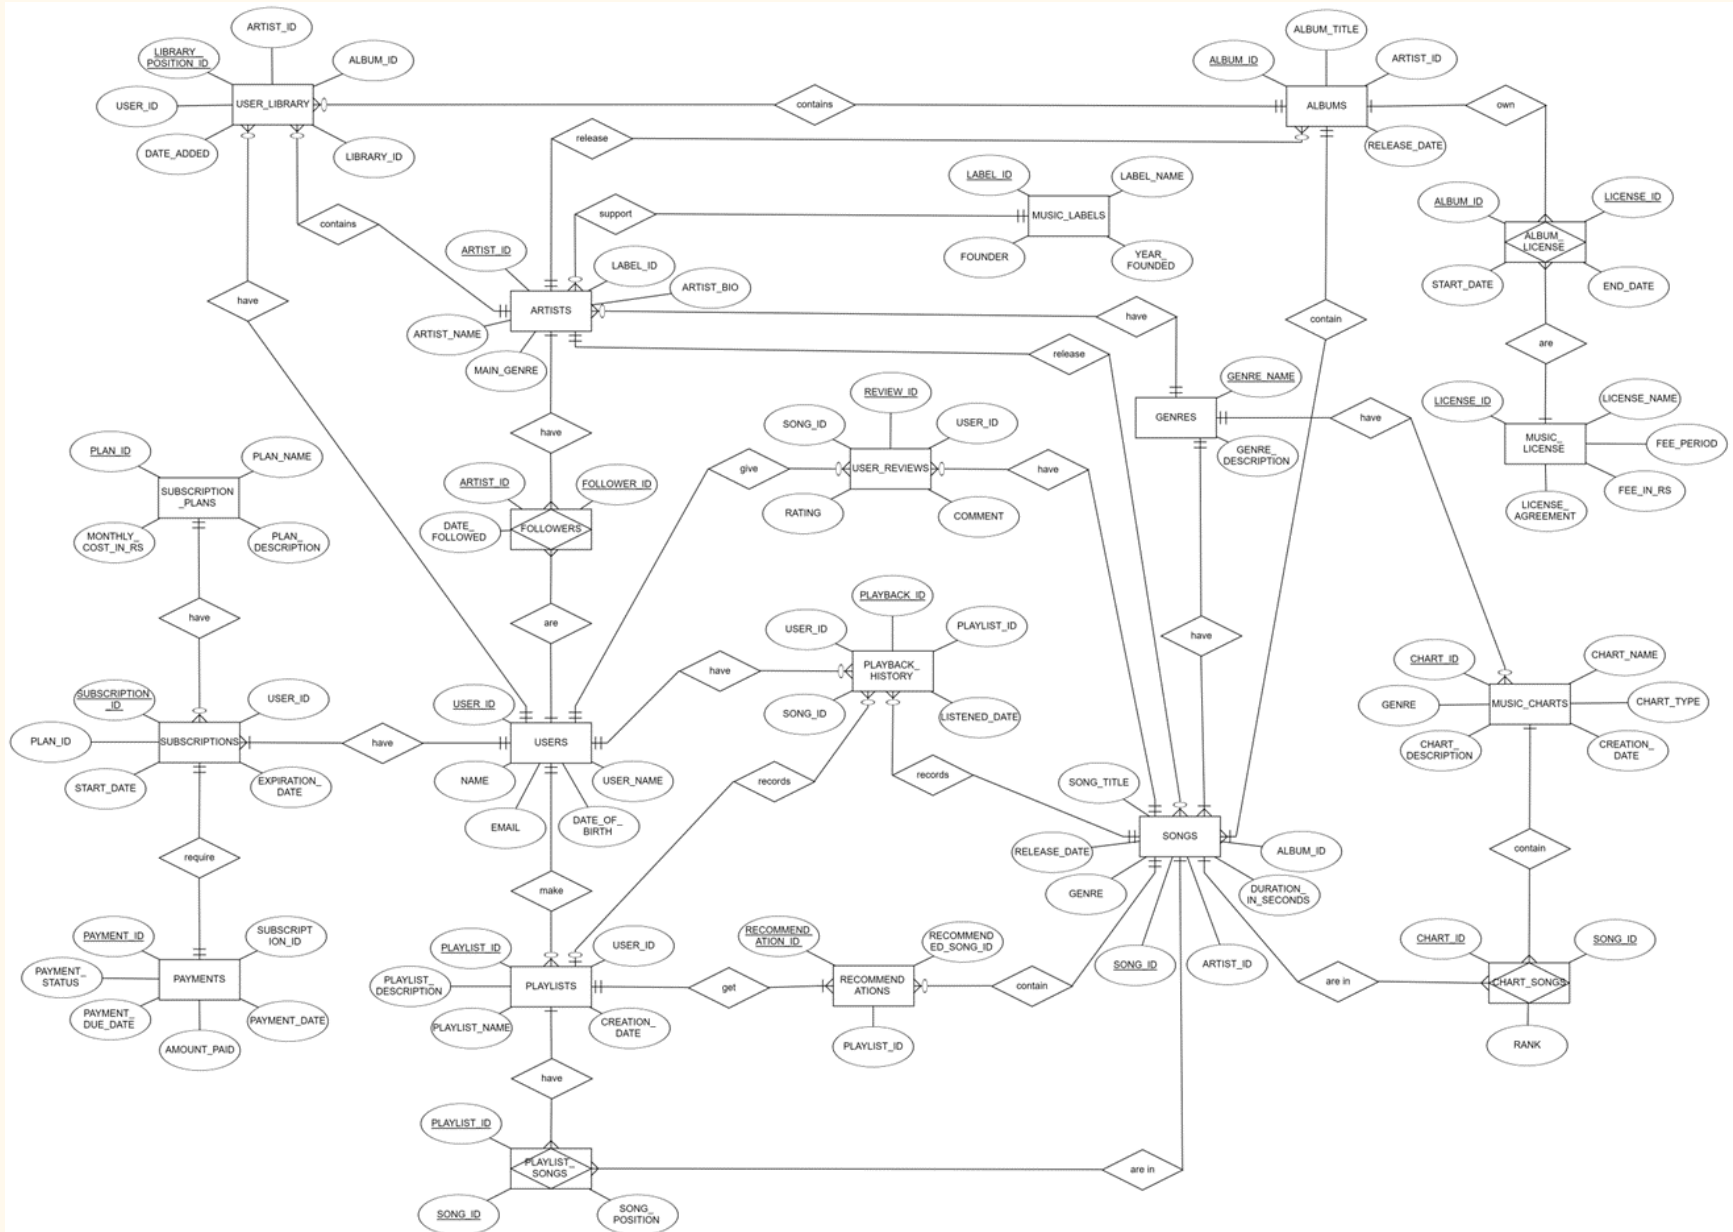 ARTIST_ID
LIBRARY_
POSITION_ID
ALBUM_ID
USER_ID
USER_LIBRARY
DATE_ADDED
LIBRARY_ID
contains
ALBUM_TITLE
ALBUM_ID
ARTIST_ID
ALBUMS
RELEASE_DATE
own
release
contains
support
LABEL_ID
LABEL_NAME
MUSIC_LABELS
FOUNDER
YEAR_
FOUNDED
ALBUM_ID
LICENSE_ID
ALBUM_
LICENSE
START_DATE
END_DATE
ARTIST_ID
LABEL_ID
ARTIST_BIO
ARTISTS
ARTIST_NAME
MAIN_GENRE
have
have
contain
are
release
GENRE_NAME
GENRES
GENRE_
DESCRIPTION
have
LICENSE_ID
LICENSE_NAME
MUSIC_
LICENSE
FEE_PERIOD
FEE_IN_RS
LICENSE_
AGREEMENT
REVIEW_ID
SONG_ID
USER_ID
USER_REVIEWS
RATING
COMMENT
give
have
have
PLAN_ID
PLAN_NAME
SUBSCRIPTION
_PLANS
MONTHLY_
COST_IN_RS
PLAN_
DESCRIPTION
ARTIST_ID
FOLLOWER_ID
DATE_
FOLLOWED
FOLLOWERS
have
are
PLAYBACK_ID
USER_ID
PLAYLIST_ID
PLAYBACK_
HISTORY
SONG_ID
LISTENED_DATE
have
have
CHART_ID
CHART_NAME
GENRE
MUSIC_CHARTS
CHART_TYPE
CHART_
DESCRIPTION
CREATION_
DATE
SUBSCRIPTION_
ID
USER_ID
PLAN_ID
SUBSCRIPTIONS
START_DATE
EXPIRATION_
DATE
have
USER_ID
USERS
NAME
USER_NAME
EMAIL
DATE_OF_
BIRTH
records
records
SONG_TITLE
SONGS
RELEASE_DATE
ALBUM_ID
GENRE
DURATION_
IN_SECONDS
SONG_ID
ARTIST_ID
require
make
contain
PAYMENT_ID
SUBSCRIPT
ION_ID
PAYMENT_
STATUS
PAYMENTS
PAYMENT_
DUE_DATE
PAYMENT_DATE
AMOUNT_PAID
PLAYLIST_ID
USER_ID
PLAYLIST_
DESCRIPTION
PLAYLISTS
PLAYLIST_NAME
CREATION_
DATE
get
RECOMMEND
ATION_ID
RECOMMEND
ED_SONG_ID
RECOMMEND
ATIONS
PLAYLIST_ID
contain
are in
CHART_ID
SONG_ID
CHART_SONGS
RANK
have
PLAYLIST_ID
PLAYLIST_
SONGS
SONG_ID
SONG_
POSITION
are in